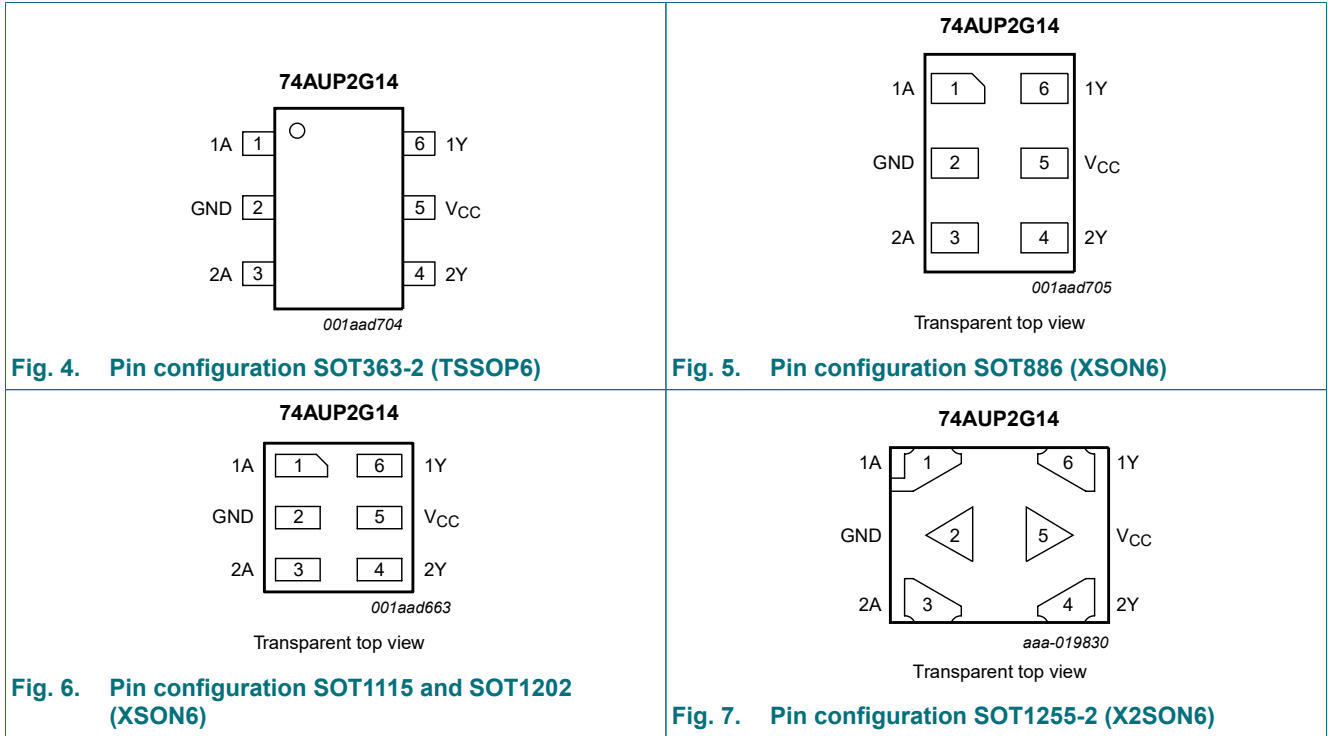 74AUP2G14
1A 1 6 1Y
GND 2 5 VCC
2A 3 4 2Y
001aad704
Fig. 4. Pin configuration SOT363-2 (TSSOP6)
74AUP2G14
1A 1 6 1Y
GND 2 5 VCC
2A 3 4 2Y
001aad705
Transparent top view
Fig. 5. Pin configuration SOT886 (XSON6)
74AUP2G14
1A 1 6 1Y
GND 2 5 VCC
2A 3 4 2Y
001aad663
Transparent top view
Fig. 6. Pin configuration SOT1115 and SOT1202
(XSON6)
74AUP2G14
1A 1 6 1Y
GND 2 5 VCC
2A 3 4 2Y
aaa-019830
Transparent top view
Fig. 7. Pin configuration SOT1255-2 (X2SON6)